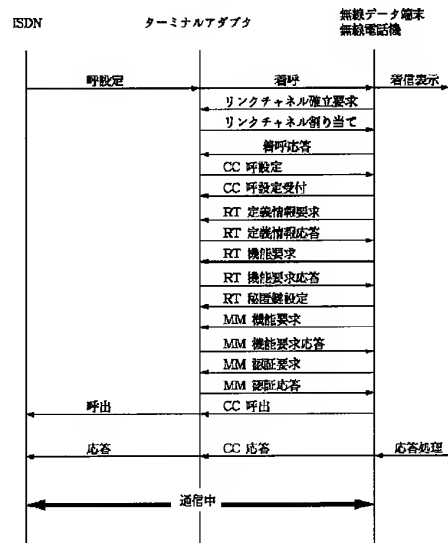 ISDN
ターミナルアダプタ
無線データ端末
無線電話機
呼設定
着呼
着信表示
リンクチャネル確立要求
リンクチャネル割り当て
着呼応答
CC 呼設定
CC 呼設定受付
RT 定義情報要求
RT 定義情報応答
RT 機能要求
RT 機能要求応答
RT 秘匿鍵設定
MM 機能要求
MM 機能要求応答
MM 認証要求
MM 認証応答
呼出
CC 呼出
応答
CC 応答
応答処理
通信中